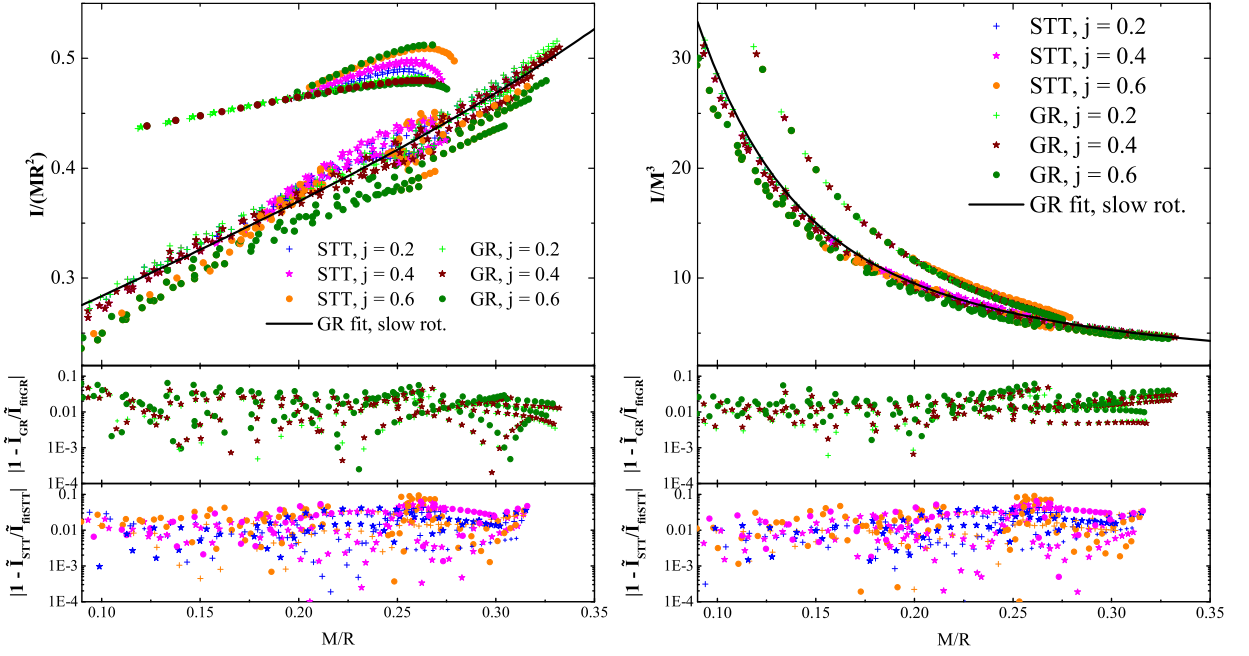 0.5
0.4
0.3
I/(MR²)
STT, j = 0.2
STT, j = 0.4
STT, j = 0.6
GR, j = 0.2
GR, j = 0.4
GR, j = 0.6
GR fit, slow rot.
0.1
0.01
1E-3
1E-4
|1 - Ĩ_GR/Ĩ_fitGR|
0.1
0.01
1E-3
1E-4
|1 - Ĩ_STT/Ĩ_fitSTT|
0.10 0.15 0.20 0.25 0.30 0.35
M/R
30
20
10
I/M³
STT, j = 0.2
STT, j = 0.4
STT, j = 0.6
GR, j = 0.2
GR, j = 0.4
GR, j = 0.6
GR fit, slow rot.
0.1
0.01
1E-3
1E-4
|1 - Ĩ_GR/Ĩ_fitGR|
0.1
0.01
1E-3
1E-4
|1 - Ĩ_STT/Ĩ_fitSTT|
0.10 0.15 0.20 0.25 0.30 0.35
M/R